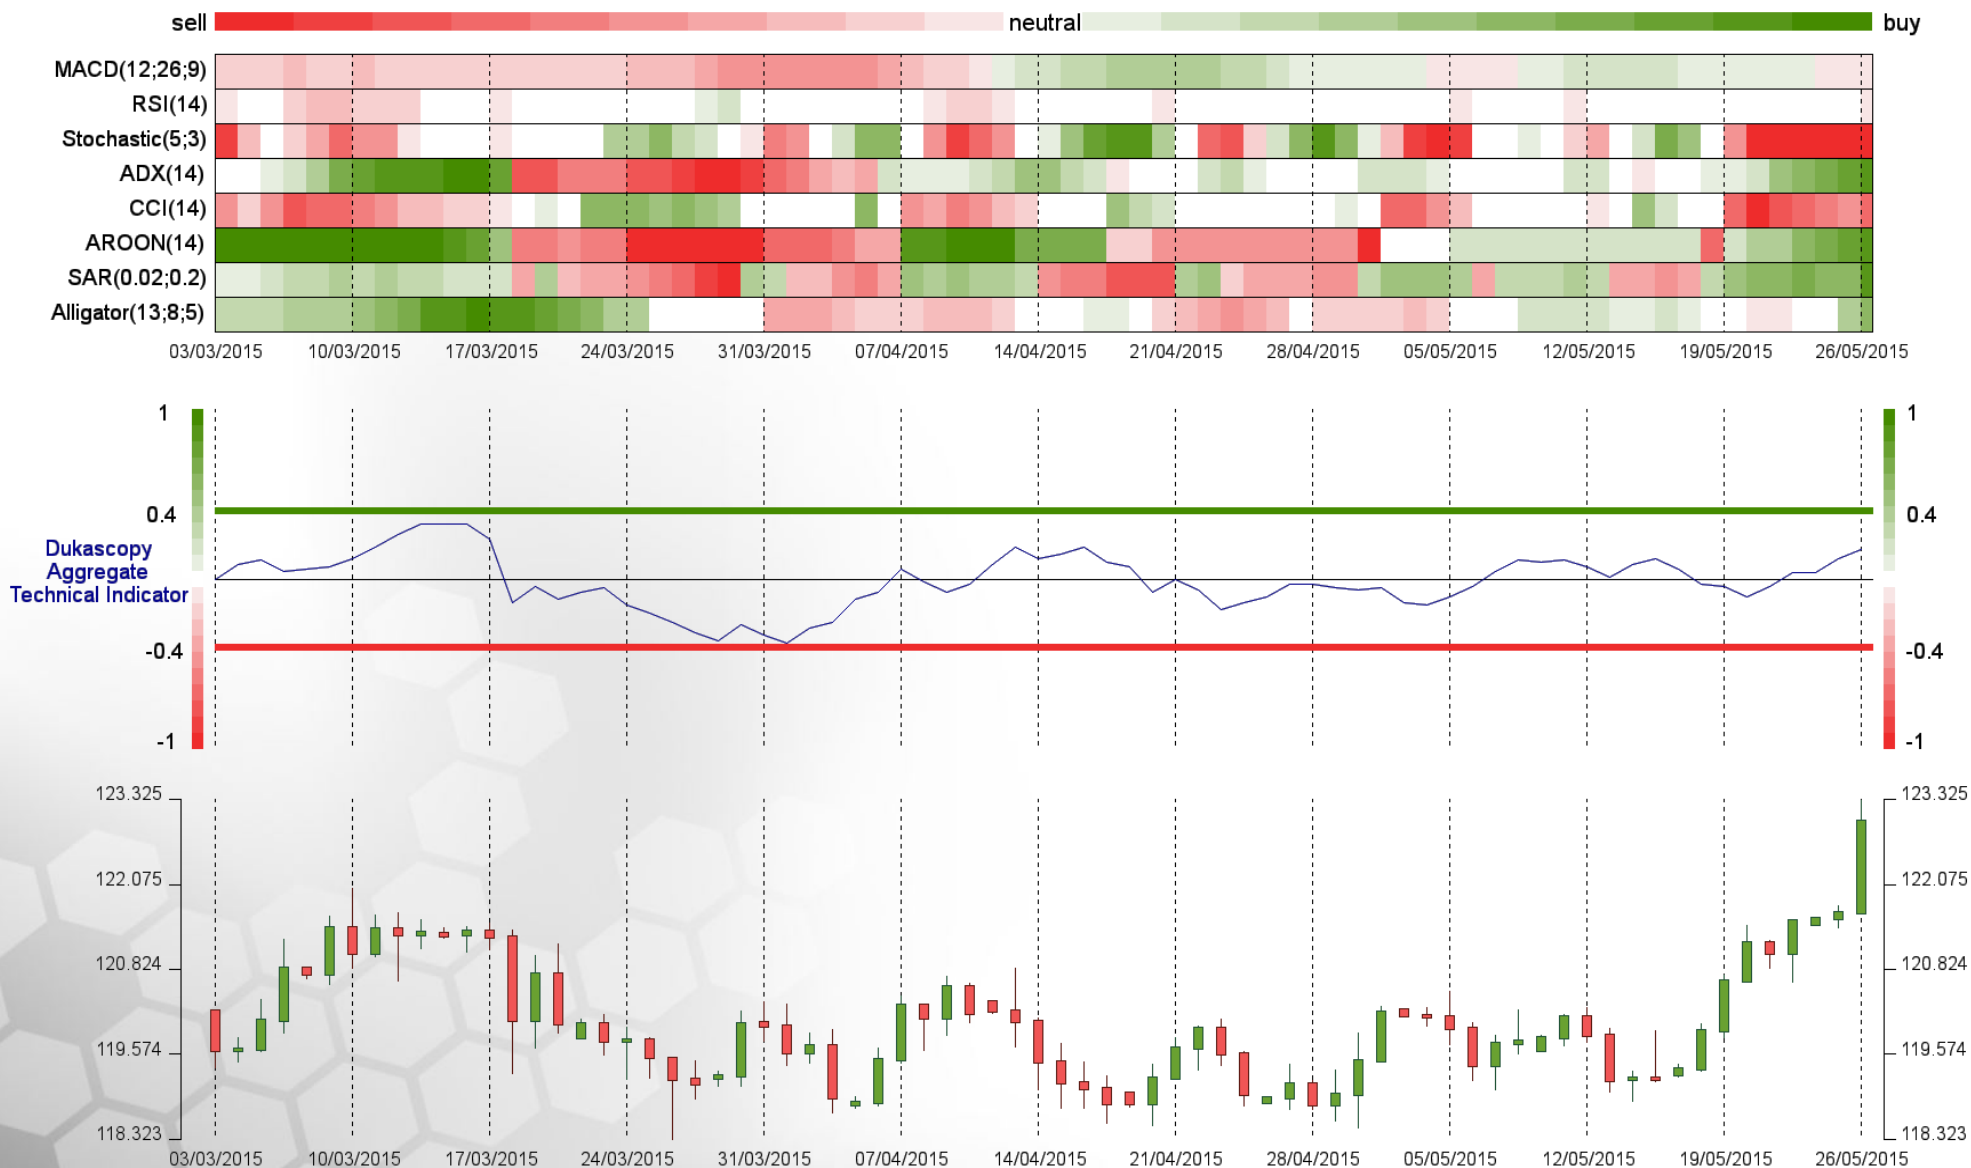 sell neutral buy
MACD(12;26;9)
RSI(14)
Stochastic(5;3)
ADX(14)
CCI(14)
AROON(14)
SAR(0.02;0.2)
Alligator(13;8;5)
03/03/2015 10/03/2015 17/03/2015 24/03/2015 31/03/2015 07/04/2015 14/04/2015 21/04/2015 28/04/2015 05/05/2015 12/05/2015 19/05/2015 26/05/2015
1 1
0.4 0.4
Dukascopy
Aggregate
Technical Indicator
-0.4 -0.4
-1 -1
123.325 123.325
122.075 122.075
120.824 120.824
119.574 119.574
118.323 118.323
03/03/2015 10/03/2015 17/03/2015 24/03/2015 31/03/2015 07/04/2015 14/04/2015 21/04/2015 28/04/2015 05/05/2015 12/05/2015 19/05/2015 26/05/2015